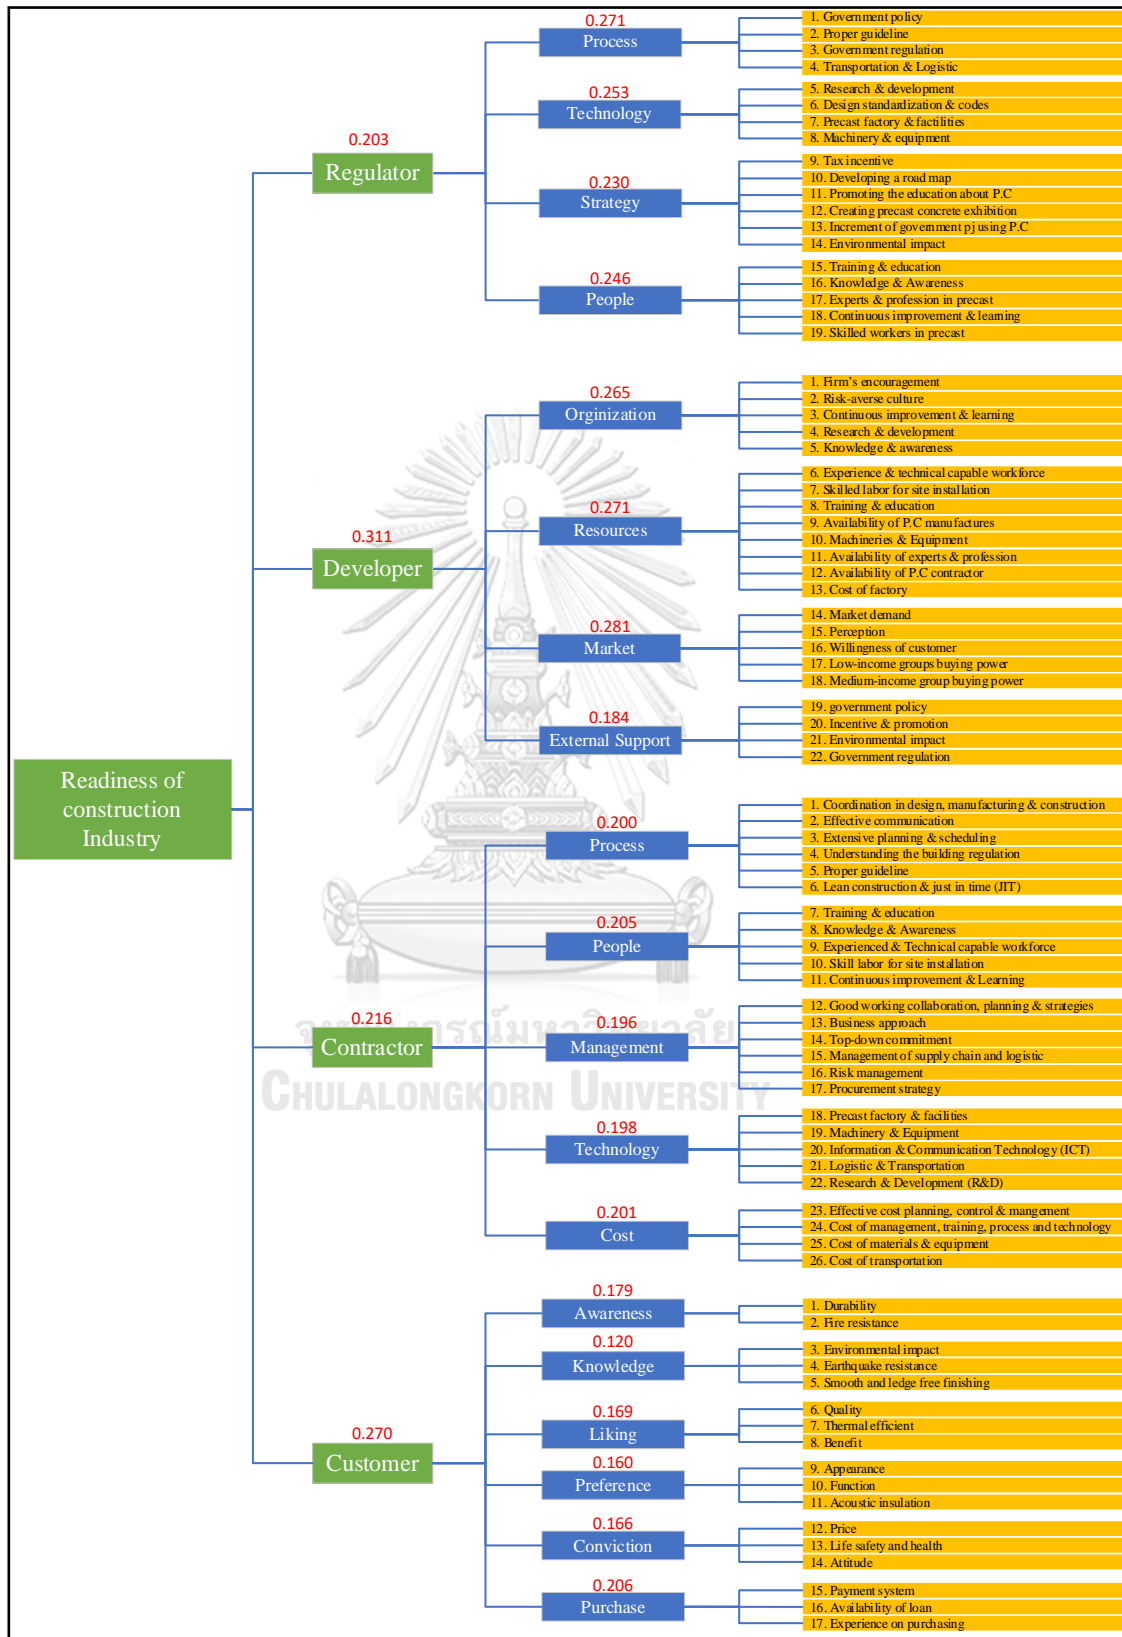 Readiness of
construction
Industry
0.203
Regulator
0.271
Process
1. Government policy
2. Proper guideline
3. Government regulation
4. Transportation & Logistic
0.253
Technology
5. Research & development
6. Design standardization & codes
7. Precast factory & factilities
8. Machinery & equipment
0.230
Strategy
9. Tax incentive
10. Developing a road map
11. Promoting the education about P.C
12. Creating precast concrete exhibition
13. Increment of government pj using P.C
14. Environmental impact
0.246
People
15. Training & education
16. Knowledge & Awareness
17. Experts & profession in precast
18. Continuous improvement & learning
19. Skilled workers in precast
0.311
Developer
0.265
Orginization
1. Firm's encouragement
2. Risk-averse culture
3. Continuous improvement & learning
4. Research & development
5. Knowledge & awareness
0.271
Resources
6. Experience & technical capable workforce
7. Skilled labor for site installation
8. Training & education
9. Availability of P.C manufactures
10. Machineries & Equipment
11. Availability of experts & profession
12. Availability of P.C contractor
13. Cost of factory
0.281
Market
14. Market demand
15. Perception
16. Willingness of customer
17. Low-income groups buying power
18. Medium-income group buying power
0.184
External Support
19. government policy
20. Incentive & promotion
21. Environmental impact
22. Government regulation
0.216
Contractor
0.200
Process
1. Coordination in design, manufacturing & construction
2. Effective communication
3. Extensive planning & scheduling
4. Understanding the building regulation
5. Proper guideline
6. Lean construction & just in time (JIT)
0.205
People
7. Training & education
8. Knowledge & Awareness
9. Experienced & Technical capable workforce
10. Skill labor for site installation
11. Continuous improvement & Learning
0.196
Management
12. Good working collaboration, planning & strategies
13. Business approach
14. Top-down commitment
15. Management of supply chain and logistic
16. Risk management
17. Procurement strategy
0.198
Technology
18. Precast factory & facilities
19. Machinery & Equipment
20. Information & Communication Technology (ICT)
21. Logistic & Transportation
22. Research & Development (R&D)
0.201
Cost
23. Effective cost planning, control & mangement
24. Cost of management, training, process and technology
25. Cost of materials & equipment
26. Cost of transportation
0.270
Customer
0.179
Awareness
1. Durability
2. Fire resistance
0.120
Knowledge
3. Environmental impact
4. Earthquake resistance
5. Smooth and ledge free finishing
0.169
Liking
6. Quality
7. Thermal efficient
8. Benefit
0.160
Preference
9. Appearance
10. Function
11. Acoustic insulation
0.166
Conviction
12. Price
13. Life safety and health
14. Attitude
0.206
Purchase
15. Payment system
16. Availability of loan
17. Experience on purchasing
CHULALONGKORN UNIVERSITY